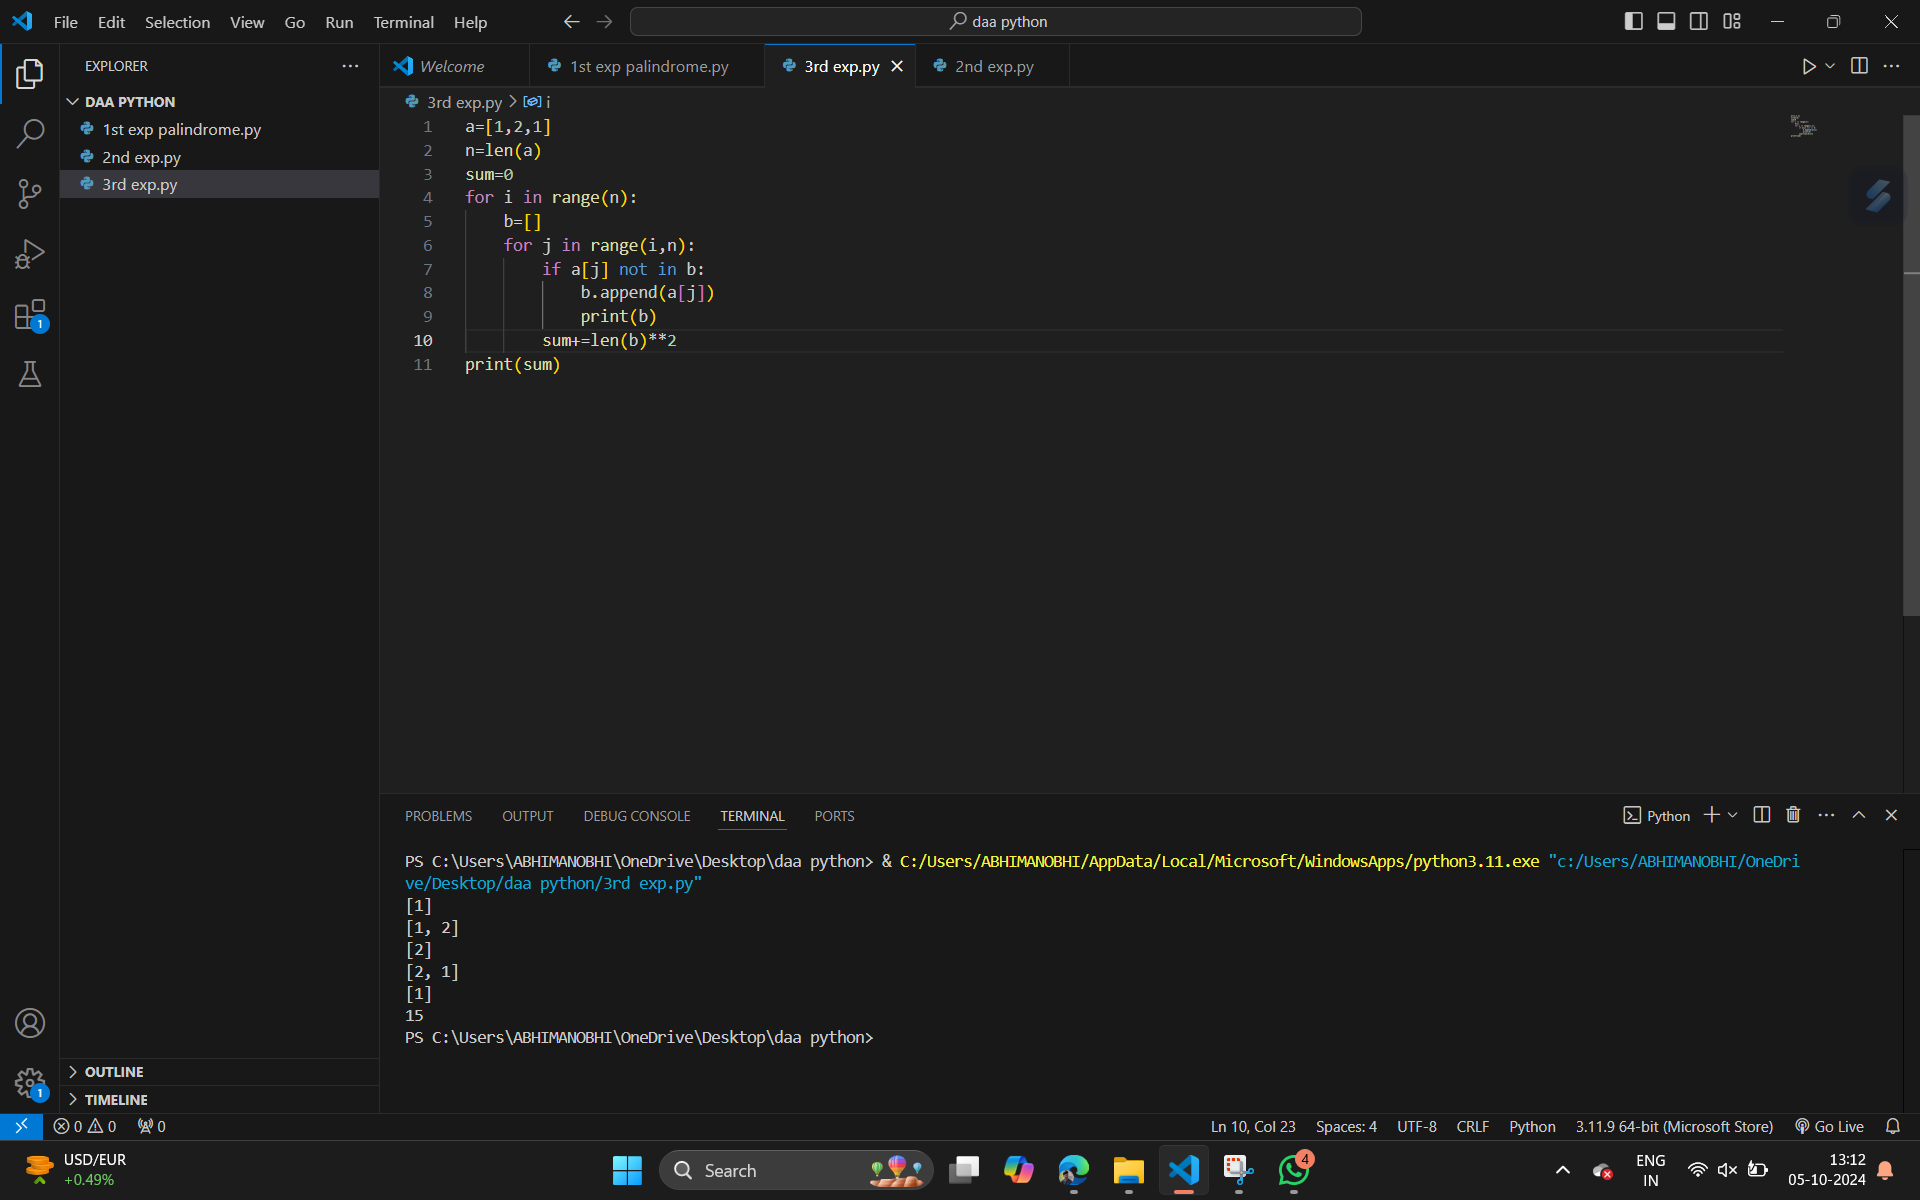 File Edit Selection View Go Run Terminal Help
daa python
EXPLORER
Welcome
1st exp palindrome.py
3rd exp.py
2nd exp.py
DAA PYTHON
1st exp palindrome.py
2nd exp.py
3rd exp.py
3rd exp.py > i
1 a=[1,2,1]
2 n=len(a)
3 sum=0
4 for i in range(n):
5     b=[]
6     for j in range(i,n):
7         if a[j] not in b:
8             b.append(a[j])
9             print(b)
10         sum+=len(b)**2
11 print(sum)
1
PROBLEMS OUTPUT DEBUG CONSOLE TERMINAL PORTS
Python
PS C:\Users\ABHIMANOBHI\OneDrive\Desktop\daa python> & C:/Users/ABHIMANOBHI/AppData/Local/Microsoft/WindowsApps/python3.11.exe "c:/Users/ABHIMANOBHI/OneDri
ve/Desktop/daa python/3rd exp.py"
[1]
[1, 2]
[2]
[2, 1]
[1]
15
PS C:\Users\ABHIMANOBHI\OneDrive\Desktop\daa python>
OUTLINE
1
TIMELINE
0 0 0
Ln 10, Col 23 Spaces: 4 UTF-8 CRLF Python 3.11.9 64-bit (Microsoft Store) Go Live
USD/EUR
+0.49%
Search
4
ENG
IN
13:12
05-10-2024